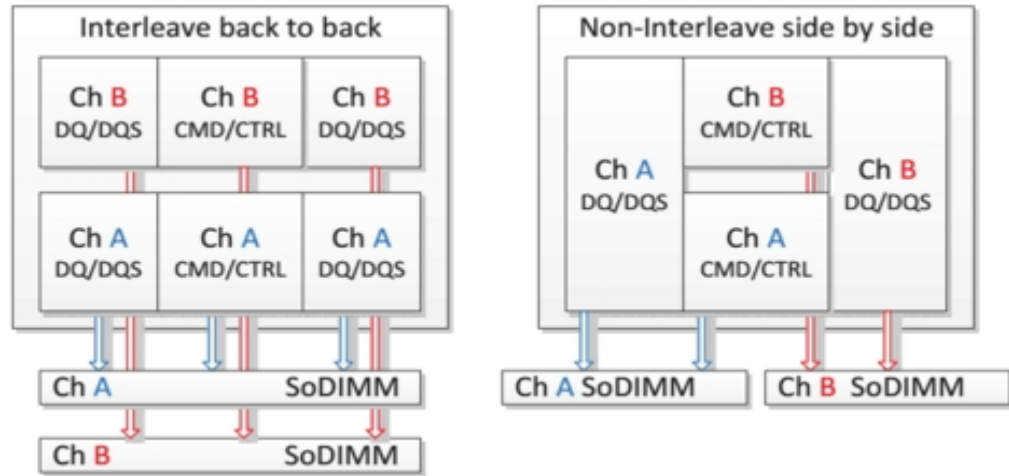 Interleave back to back
Ch B
DQ/DQS
Ch B
CMD/CTRL
Ch B
DQ/DQS
Ch A
DQ/DQS
Ch A
CMD/CTRL
Ch A
DQ/DQS
Ch A SoDIMM
Ch B SoDIMM
Non-Interleave side by side
Ch A
DQ/DQS
Ch B
CMD/CTRL
Ch A
CMD/CTRL
Ch B
DQ/DQS
Ch A SoDIMM
Ch B SoDIMM